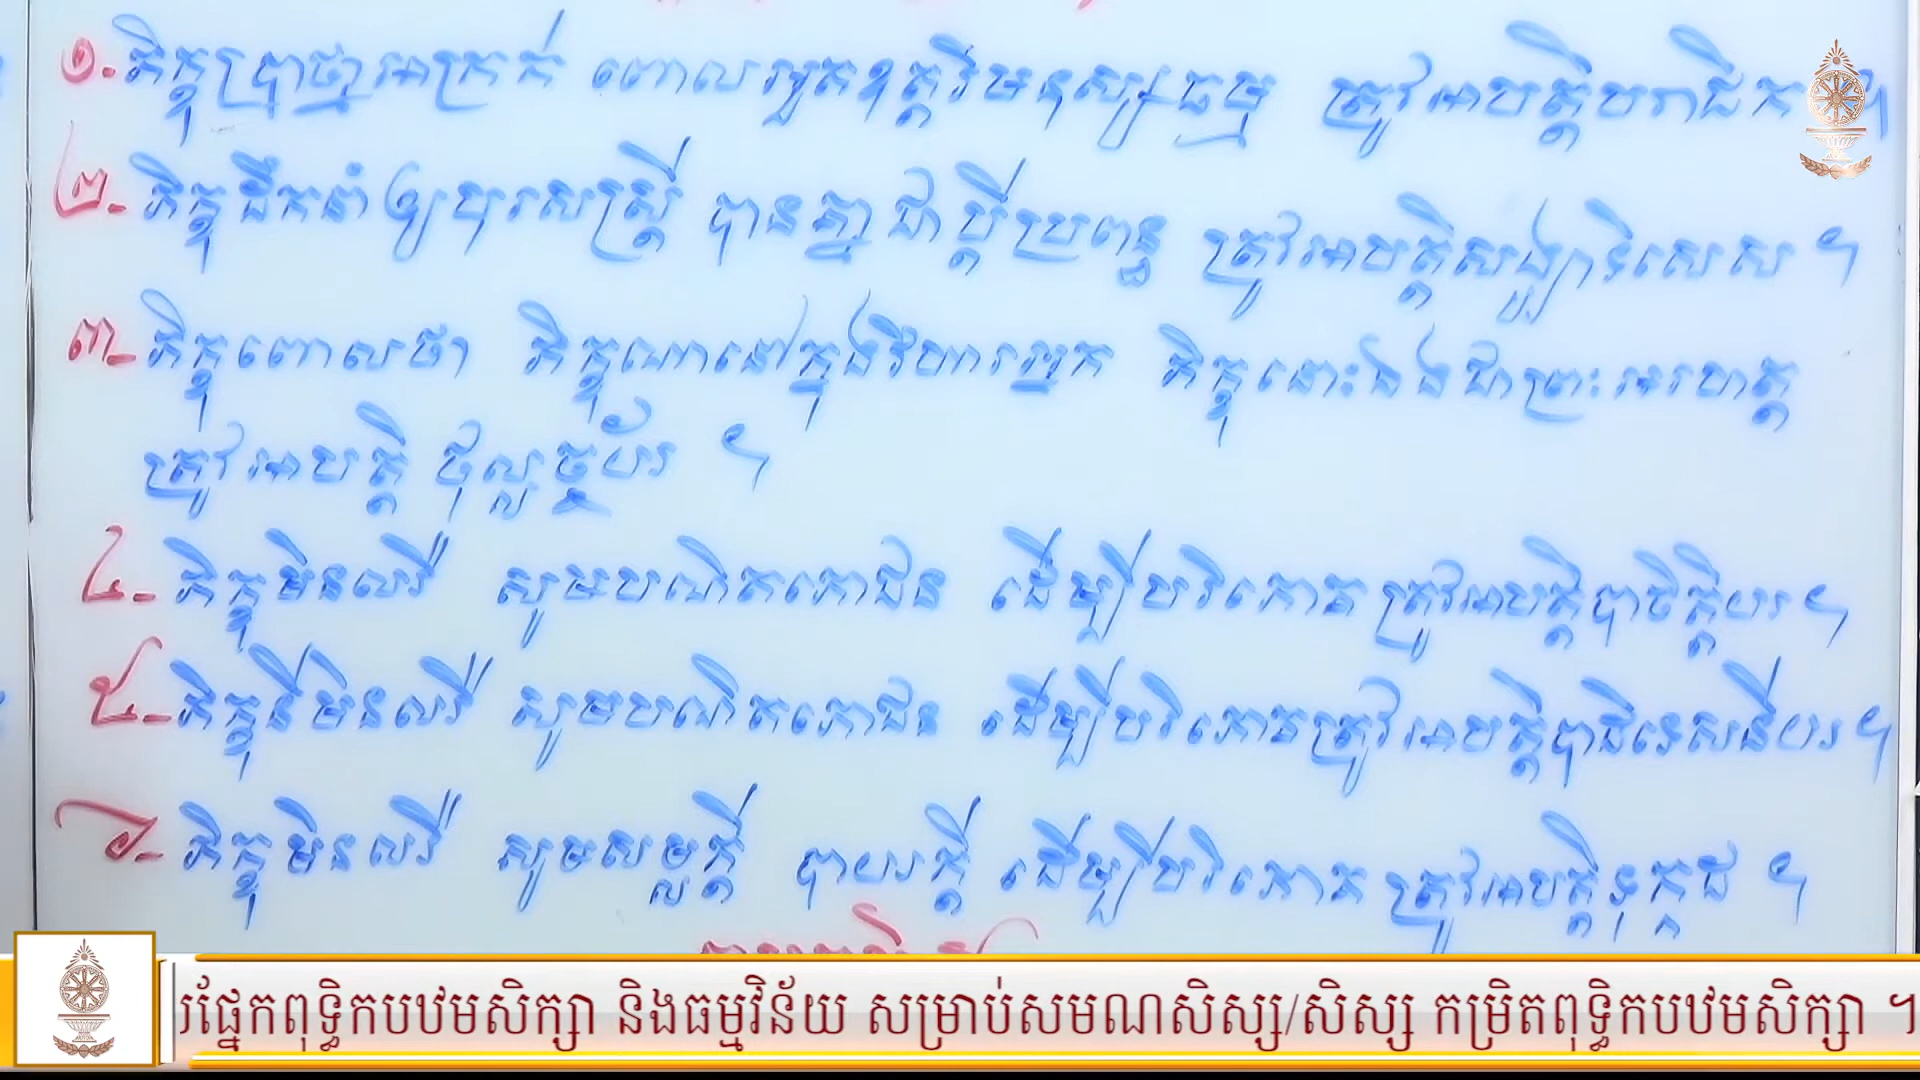 ១.ភិក្ខុប្រាថ្នាអាក្រក់ ពោលអួតឧត្តរិមនុស្សធម្ម ត្រូវអាបត្តិបារាជិក ។
២-ភិក្ខុដឹកនាំ ឲ្យបុរសស្ត្រី បានគ្នា ជាប្តីប្រពន្ធ ត្រូវអាបត្តិសង្ឃាទិសេស ។
៣-ភិក្ខុពោលថា ភិក្ខុណានៅក្នុងវិហារអ្នក ភិក្ខុនោះឯងជាព្រះអរហត្ត
ត្រូវអាបត្តិ ថុល្លច្ច័យ ។
៤-ភិក្ខុមិនឈឺ សូមបណីតភោជន ដើម្បីបរិភោគ ត្រូវអាបត្តិបាចិត្តិយ ។
៥-ភិក្ខុនីមិនឈឺ សូមបណីតភោជន ដើម្បីបរិភោគត្រូវអាបត្តិបាដិទេសនីយ ។
៦-ភិក្ខុមិនឈឺ សូមសម្លក្តី បាយក្តី ដើម្បីបរិភោគ ត្រូវអាបត្តិទុក្កដ ។
ផ្នែកពុទ្ធិកបឋមសិក្សា និងធម្មវិន័យ សម្រាប់សមណសិស្ស/សិស្ស កម្រិតពុទ្ធិកបឋមសិក្សា ។